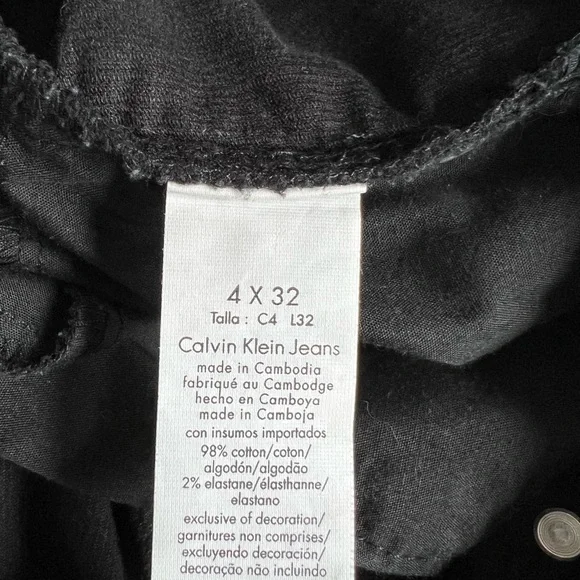 4 X 32
Talla : C4 L32
Calvin Klein Jeans
made in Cambodia
fabriqué au Cambodge
hecho en Camboya
made in Camboja
con insumos importados
98% cotton/coton/
algodón/algodão
2% elastane/élasthanne/
elastano
exclusive of decoration/
garnitures non comprises/
excluyendo decoración/
decoração não incluindo